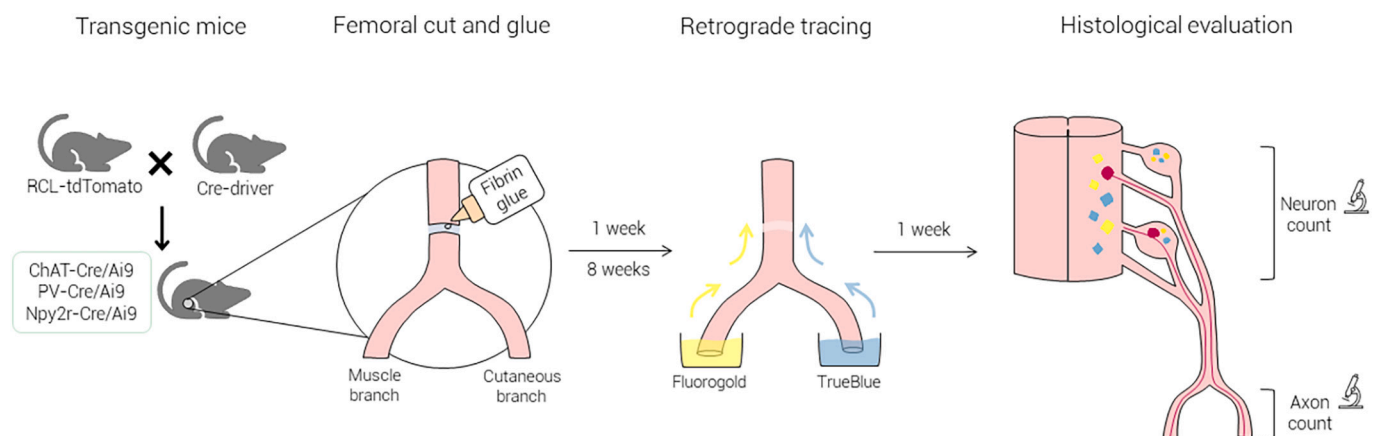 Transgenic mice
Femoral cut and glue
Retrograde tracing
Histological evaluation
RCL-tdTomato
Cre-driver
ChAT-Cre/Ai9
PV-Cre/Ai9
Npy2r-Cre/Ai9
Fibrin
glue
Muscle
branch
Cutaneous
branch
1 week
8 weeks
Fluorogold
TrueBlue
1 week
Neuron
count
Axon
count